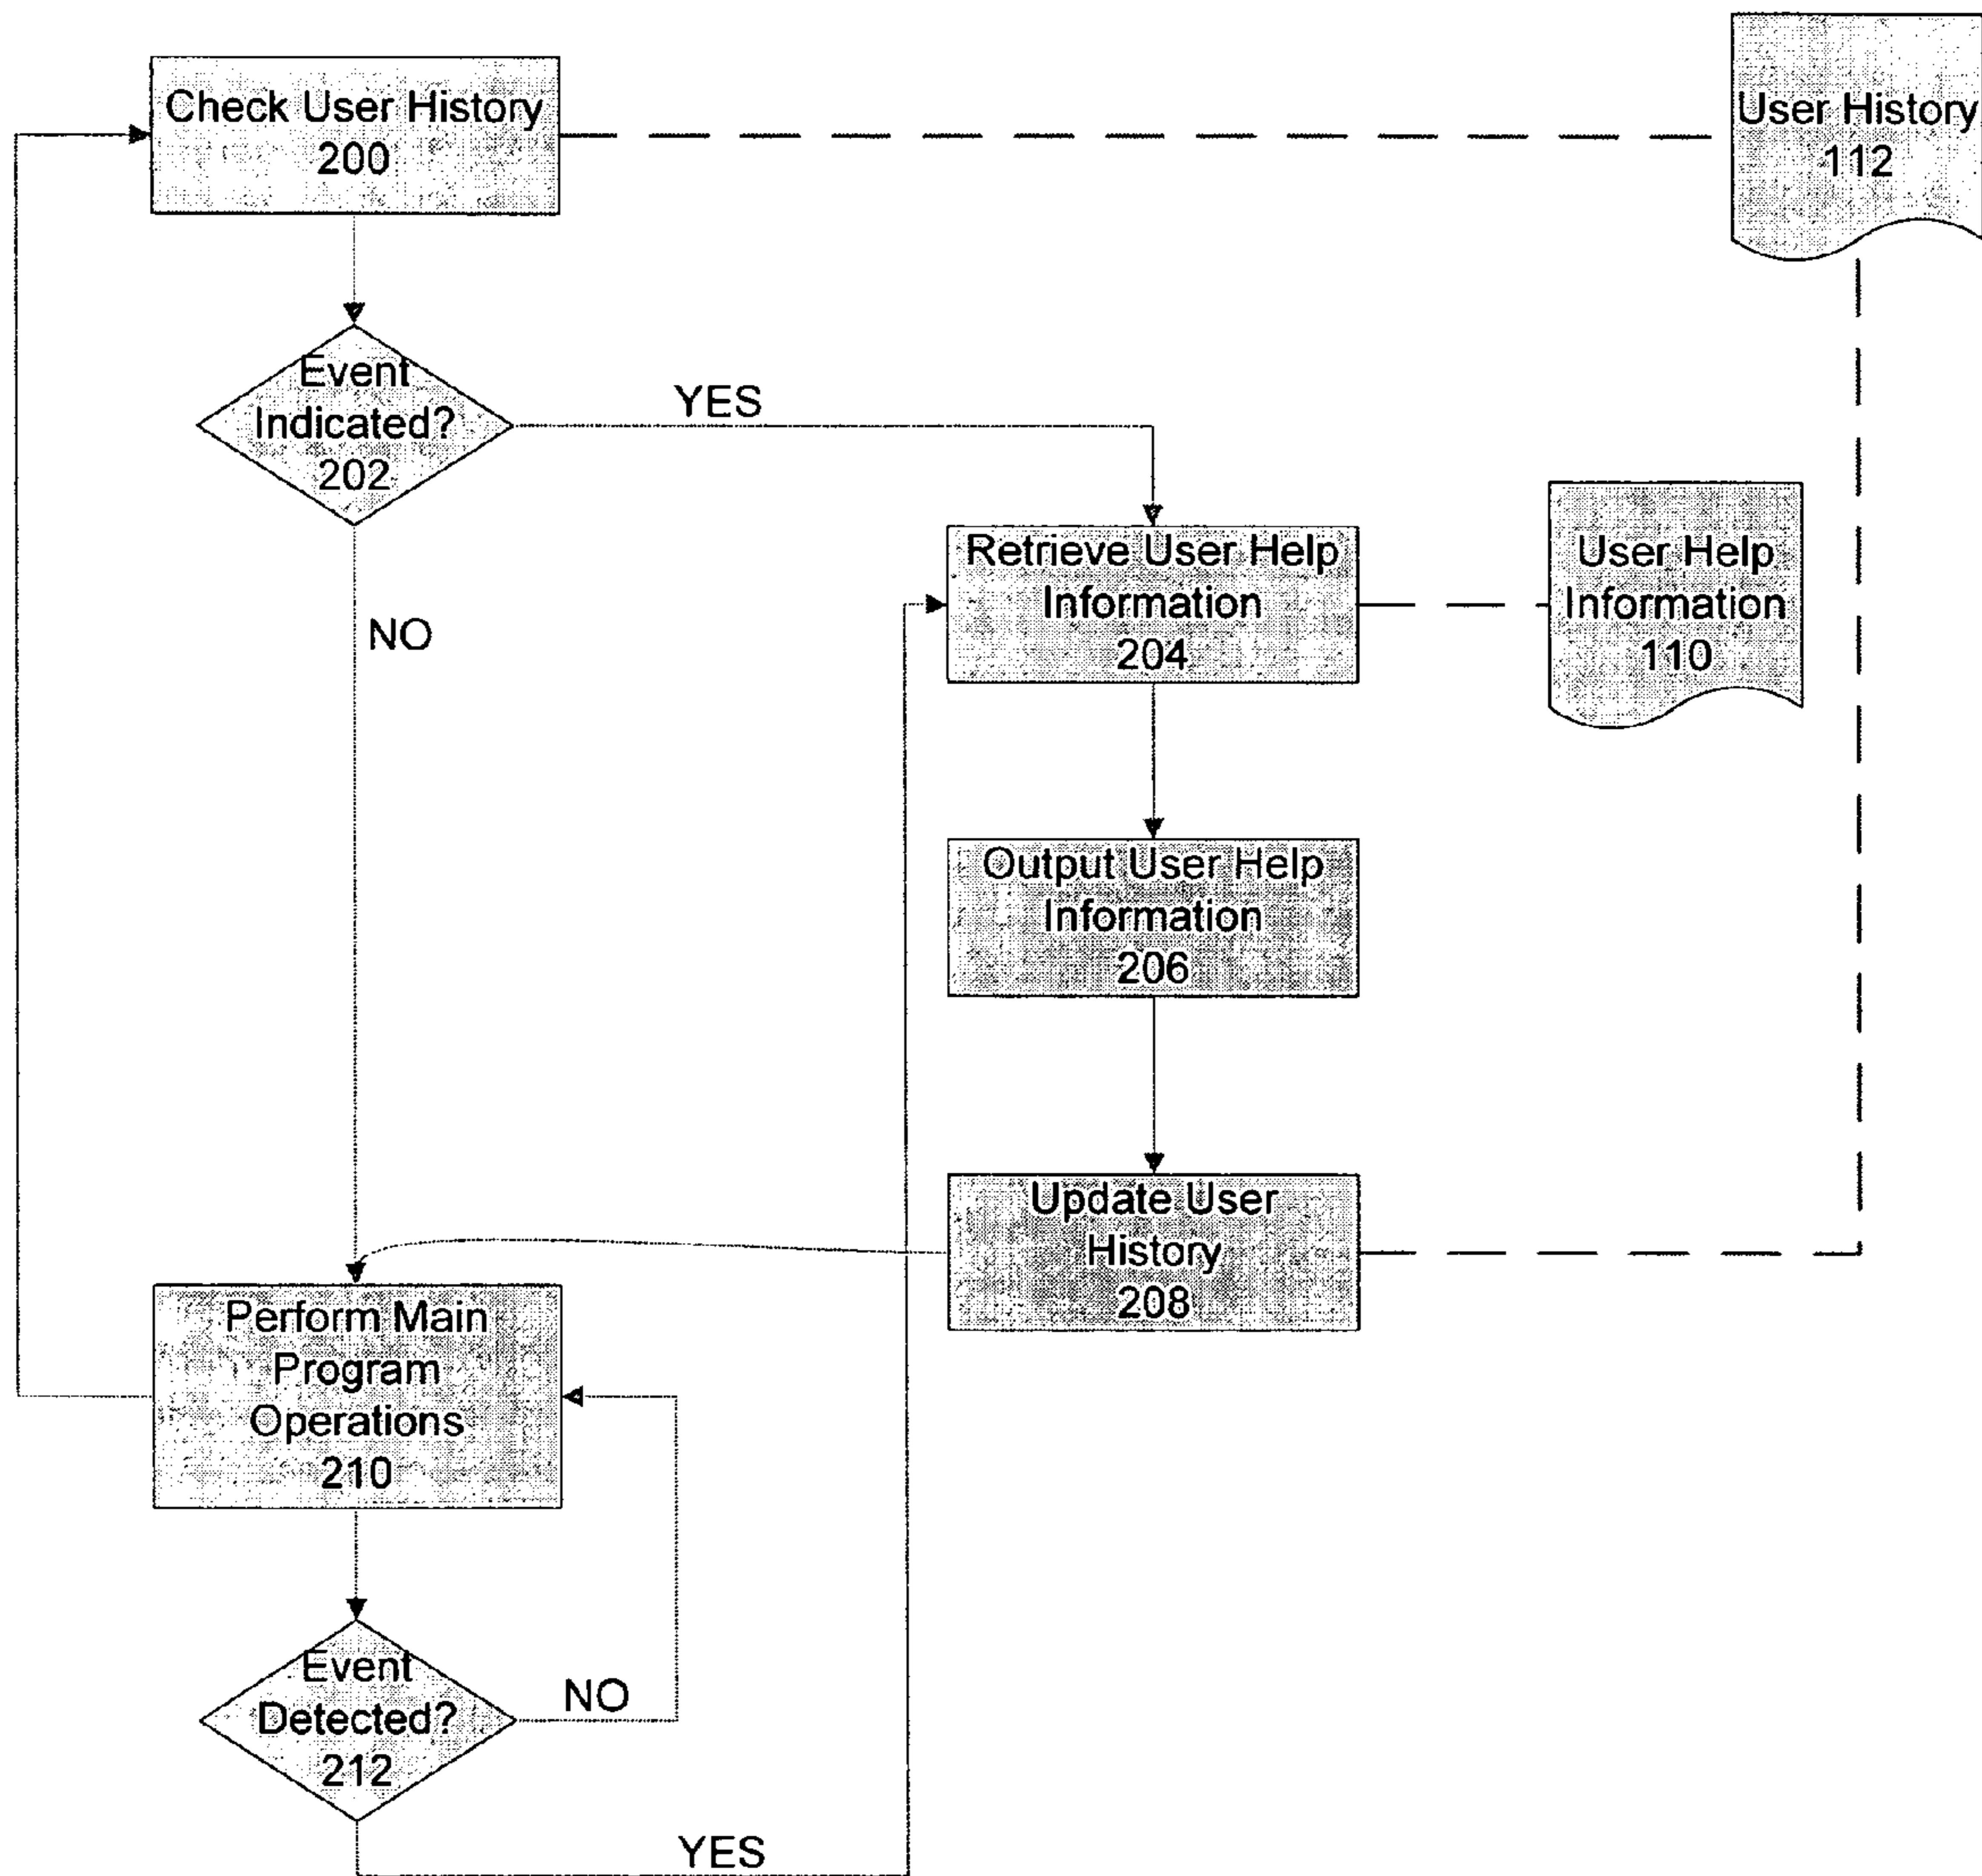 Check User History
200
User History
112
Event
Indicated?
202
YES
NO
Retrieve User Help
Information
204
User Help
Information
110
Output User Help
Information
206
Update User
History
208
Perform Main
Program
Operations
210
Event
Detected?
212
NO
YES